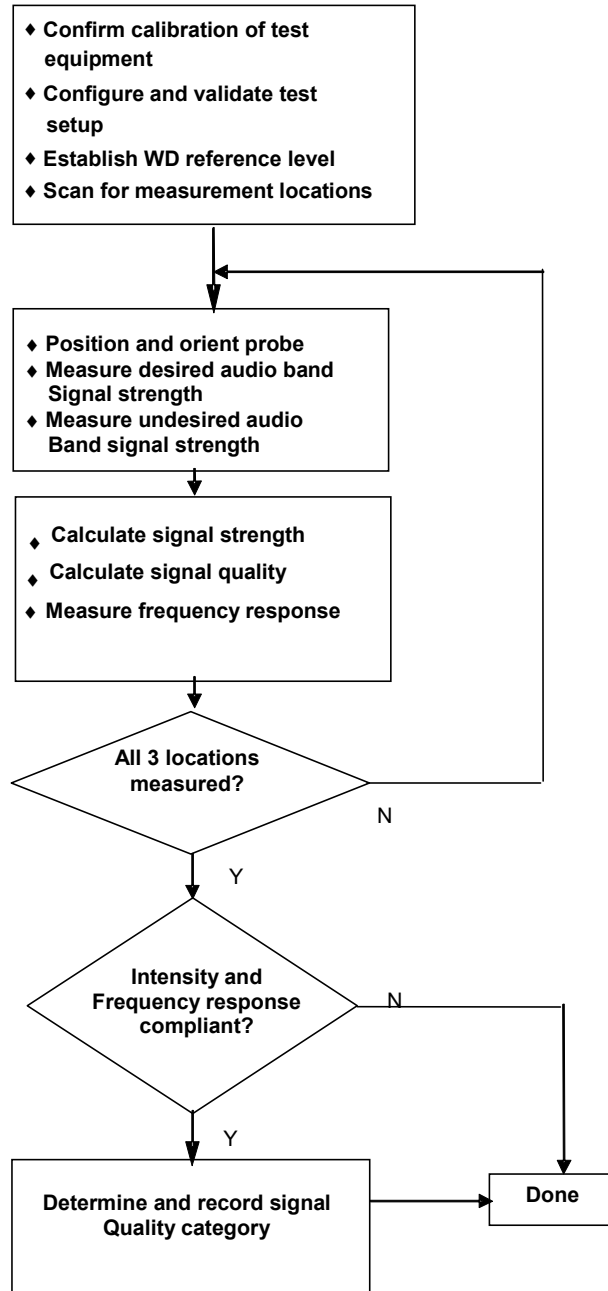 ♦ Confirm calibration of test
equipment
♦ Configure and validate test
setup
♦ Establish WD reference level
♦ Scan for measurement locations
♦ Position and orient probe
♦ Measure desired audio band
Signal strength
♦ Measure undesired audio
Band signal strength
♦ Calculate signal strength
♦ Calculate signal quality
♦ Measure frequency response
All 3 locations
measured?
N
Y
Intensity and
Frequency response
compliant?
N
Y
Determine and record signal
Quality category
Done